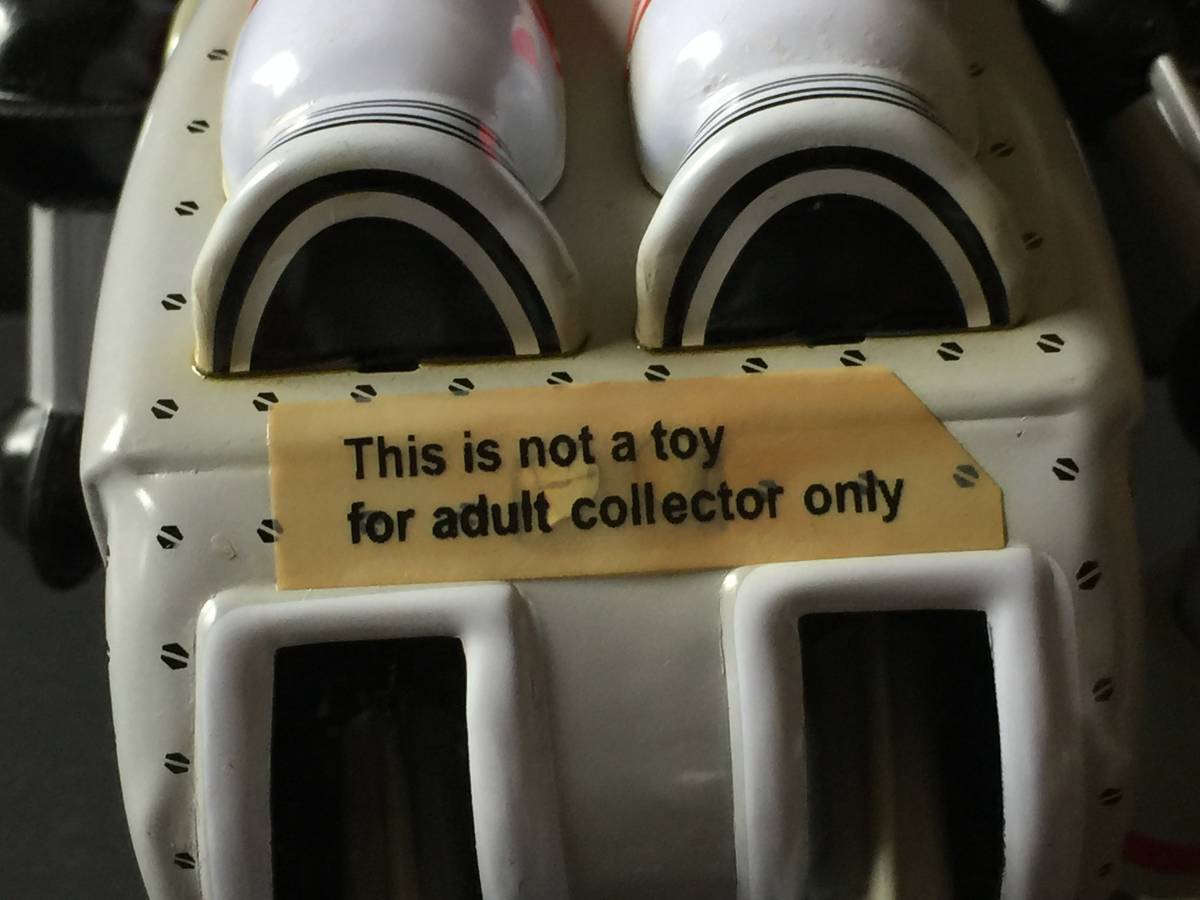 This is not a toy
for adult collector only